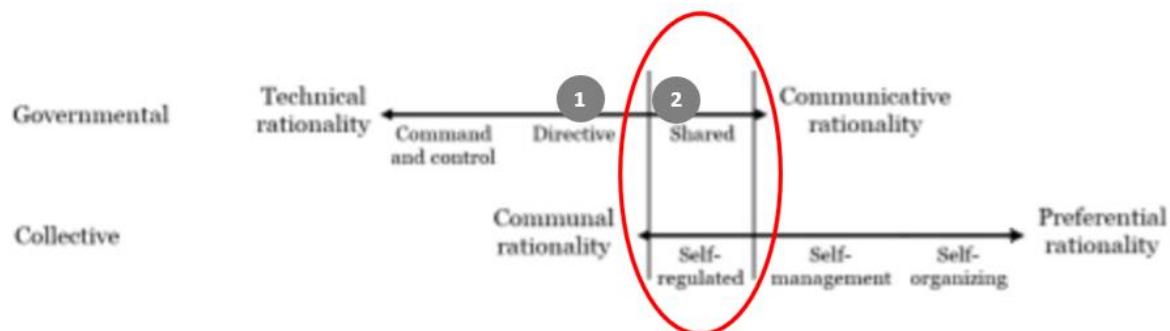 Governmental
Technical
rationality
Command
and control
Directive
1
2
Shared
Communicative
rationality
Collective
Communal
rationality
Self-
regulated
Self-
management
Self-
organizing
Preferential
rationality